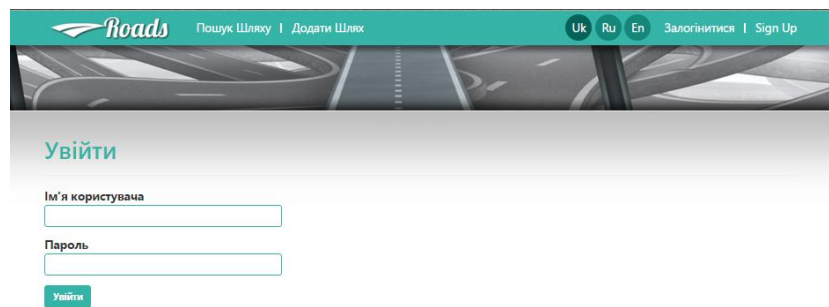 Roads Пошук Шляху | Додати Шлях Uk Ru En Залогінитися | Sign Up
Увійти
Ім'я користувача
Пароль
Увійти